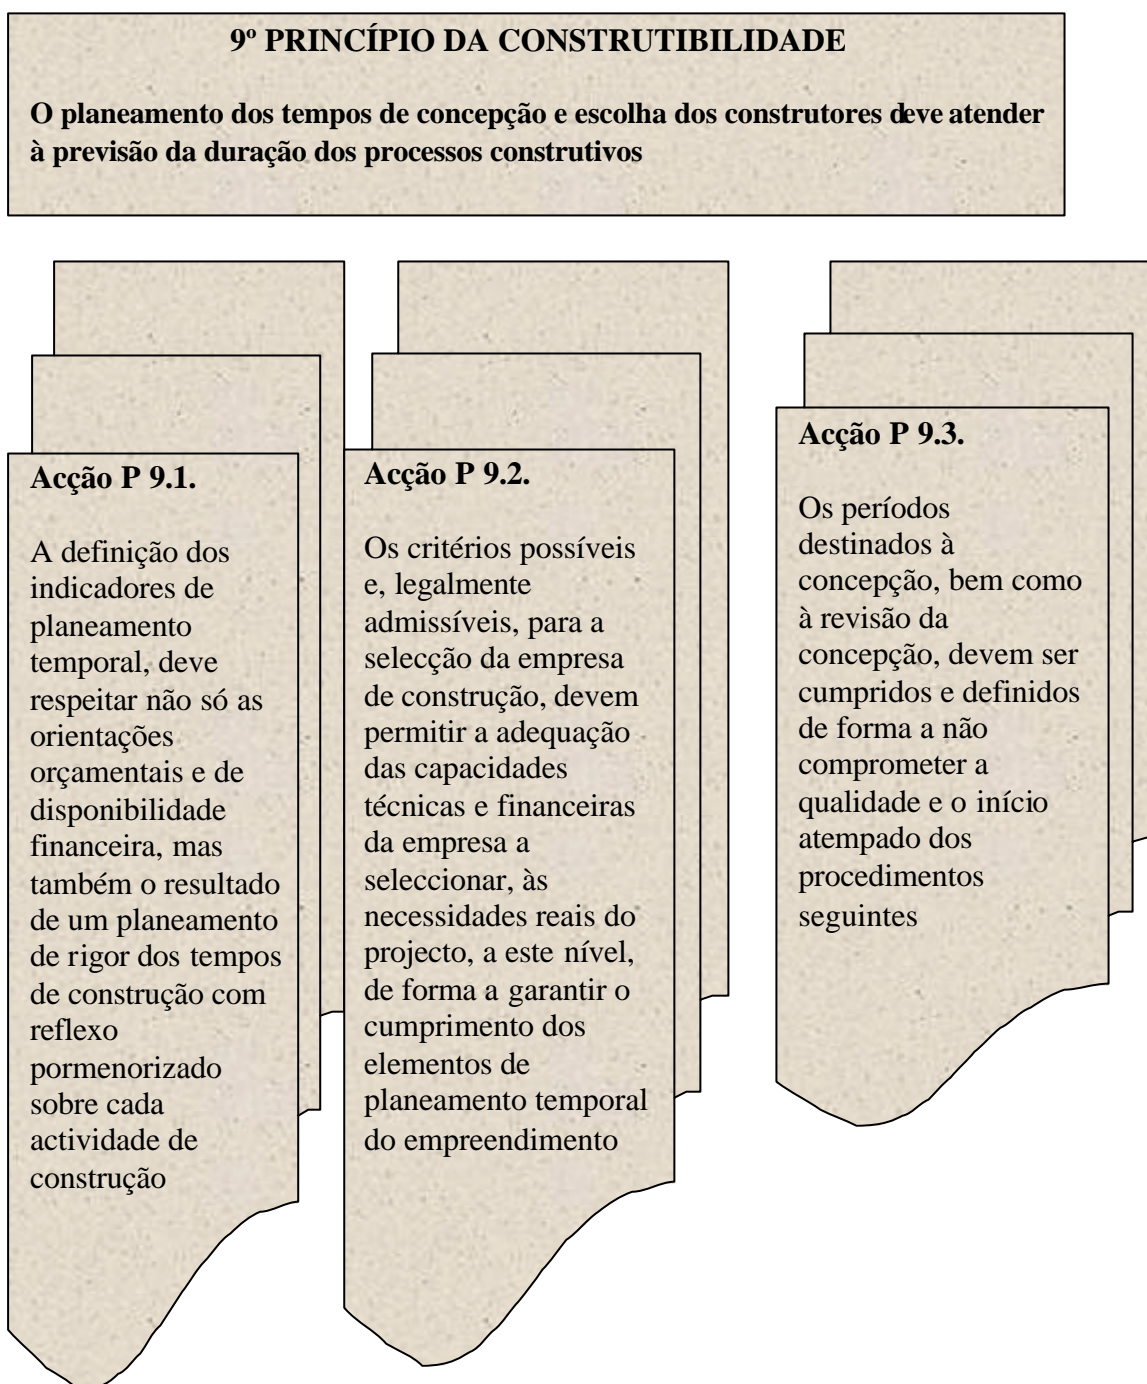 9º PRINCÍPIO DA CONSTRUTIBILIDADE
O planeamento dos tempos de concepção e escolha dos construtores deve atender
à previsão da duração dos processos construtivos
Acção P 9.1.
A definição dos
indicadores de
planeamento
temporal, deve
respeitar não só as
orientações
orçamentais e de
disponibilidade
financeira, mas
também o resultado
de um planeamento
de rigor dos tempos
de construção com
reflexo
pormenorizado
sobre cada
actividade de
construção
Acção P 9.2.
Os critérios possíveis
e, legalmente
admissíveis, para a
selecção da empresa
de construção, devem
permitir a adequação
das capacidades
técnicas e financeiras
da empresa a
seleccionar, às
necessidades reais do
projecto, a este nível,
de forma a garantir o
cumprimento dos
elementos de
planeamento temporal
do empreendimento
Acção P 9.3.
Os períodos
destinados à
concepção, bem como
à revisão da
concepção, devem ser
cumpridos e definidos
de forma a não
comprometer a
qualidade e o início
atempado dos
procedimentos
seguintes